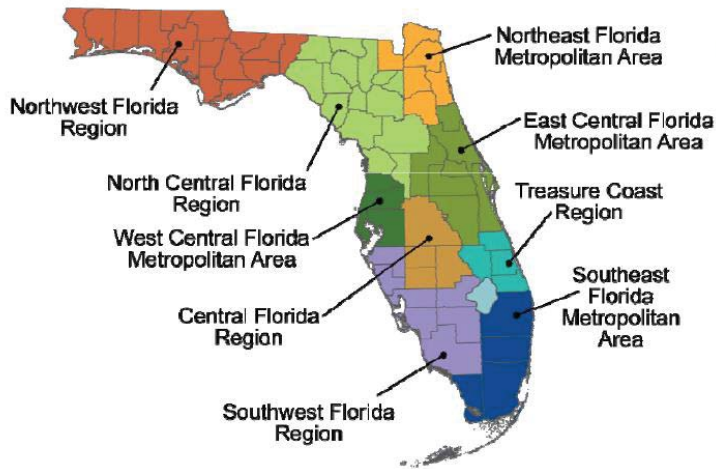 Northeast Florida
Metropolitan Area
Northwest Florida
Region
East Central Florida
Metropolitan Area
North Central Florida
Region
Treasure Coast
Region
West Central Florida
Metropolitan Area
Southeast
Florida
Metropolitan
Area
Central Florida
Region
Southwest Florida
Region